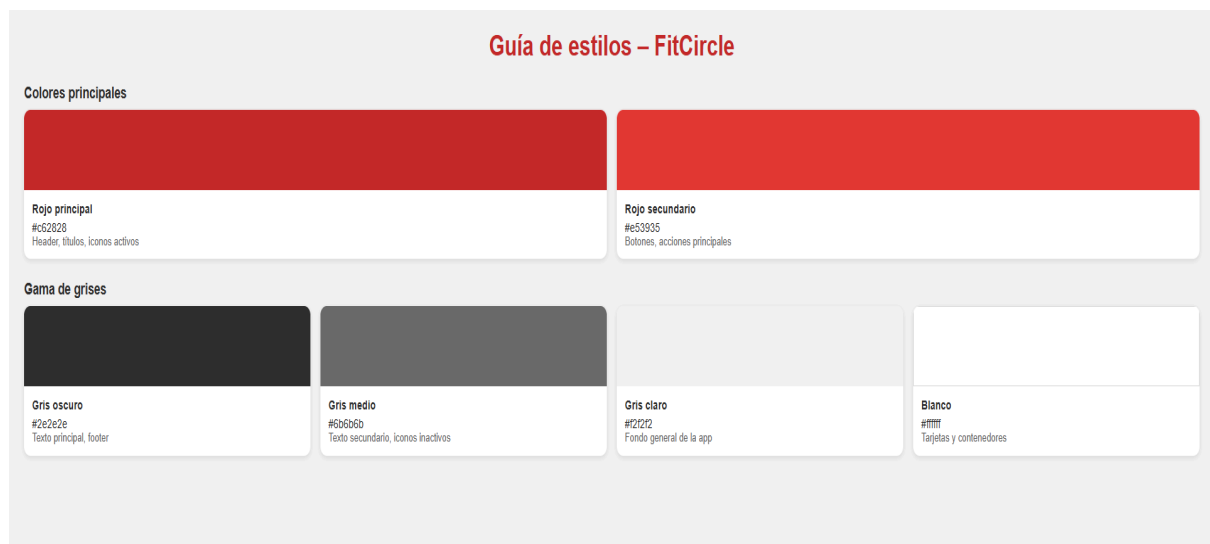 Guía de estilos – FitCircle
Colores principales
Rojo principal
#c62828
Header, títulos, iconos activos
Rojo secundario
#e53935
Botones, acciones principales
Gama de grises
Gris oscuro
#2e2e2e
Texto principal, footer
Gris medio
#6b6b6b
Texto secundario, iconos inactivos
Gris claro
#f2f2f2
Fondo general de la app
Blanco
#ffffff
Tarjetas y contenedores